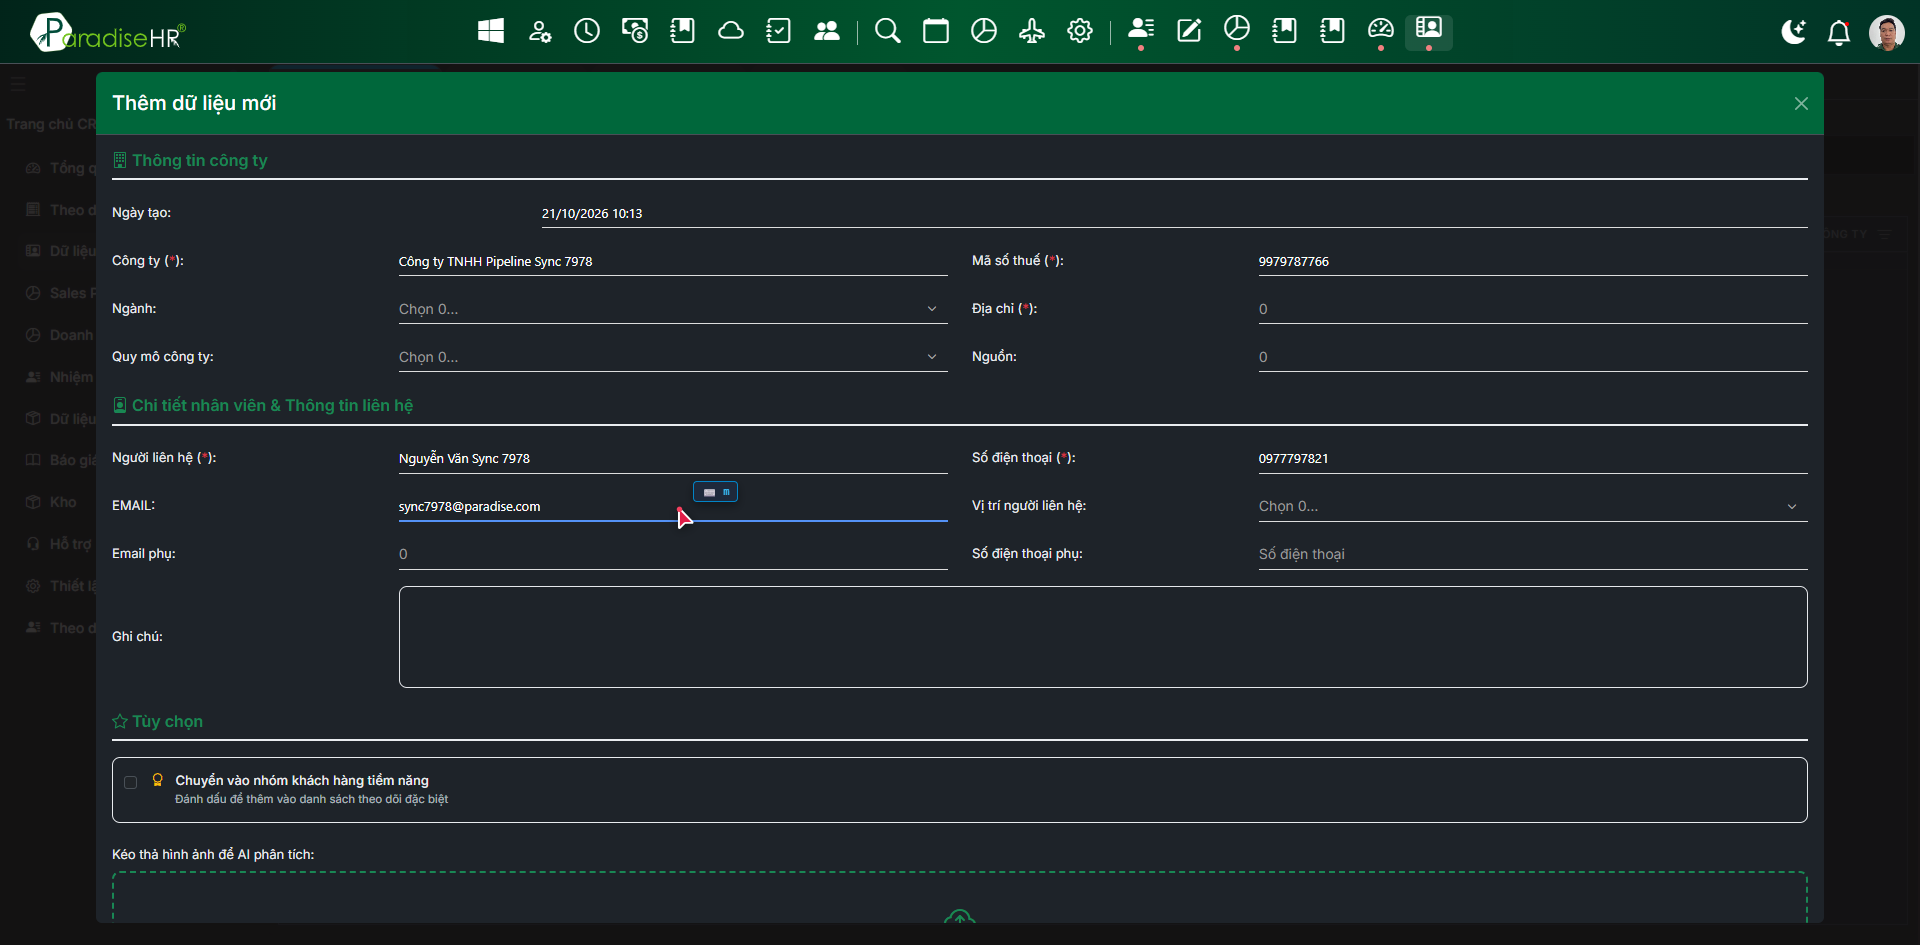 ParadiseHR®
Thêm dữ liệu mới
Trang chủ CR
Tổng q
Theo d
Dữ liệu
Sales P
Doanh
Nhiệm
Dữ liệu
Báo giá
Kho
Hỗ trợ
Thiết lậ
Theo d
ÔNG TY
Thông tin công ty
Ngày tạo: 21/10/2026 10:13
Công ty (*): Công ty TNHH Pipeline Sync 7978 Mã số thuế (*): 9979787766
Ngành: Chọn 0... Địa chỉ (*): 0
Quy mô công ty: Chọn 0... Nguồn: 0
Chi tiết nhân viên & Thông tin liên hệ
Người liên hệ (*): Nguyễn Văn Sync 7978 Số điện thoại (*): 0977797821
m
EMAIL: sync7978@paradise.com Vị trí người liên hệ: Chọn 0...
Email phụ: 0 Số điện thoại phụ: Số điện thoại
Ghi chú:
Tùy chọn
Chuyển vào nhóm khách hàng tiềm năng
Đánh dấu để thêm vào danh sách theo dõi đặc biệt
Kéo thả hình ảnh để AI phân tích: